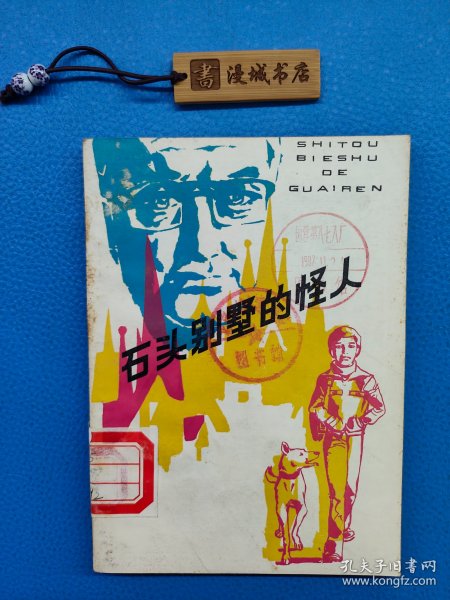 書 漫城书店
SHITOU
BIESHU
DE
GUAIREN
石头别墅的怪人
图书馆
孔夫子旧书网
www.kongfz.com